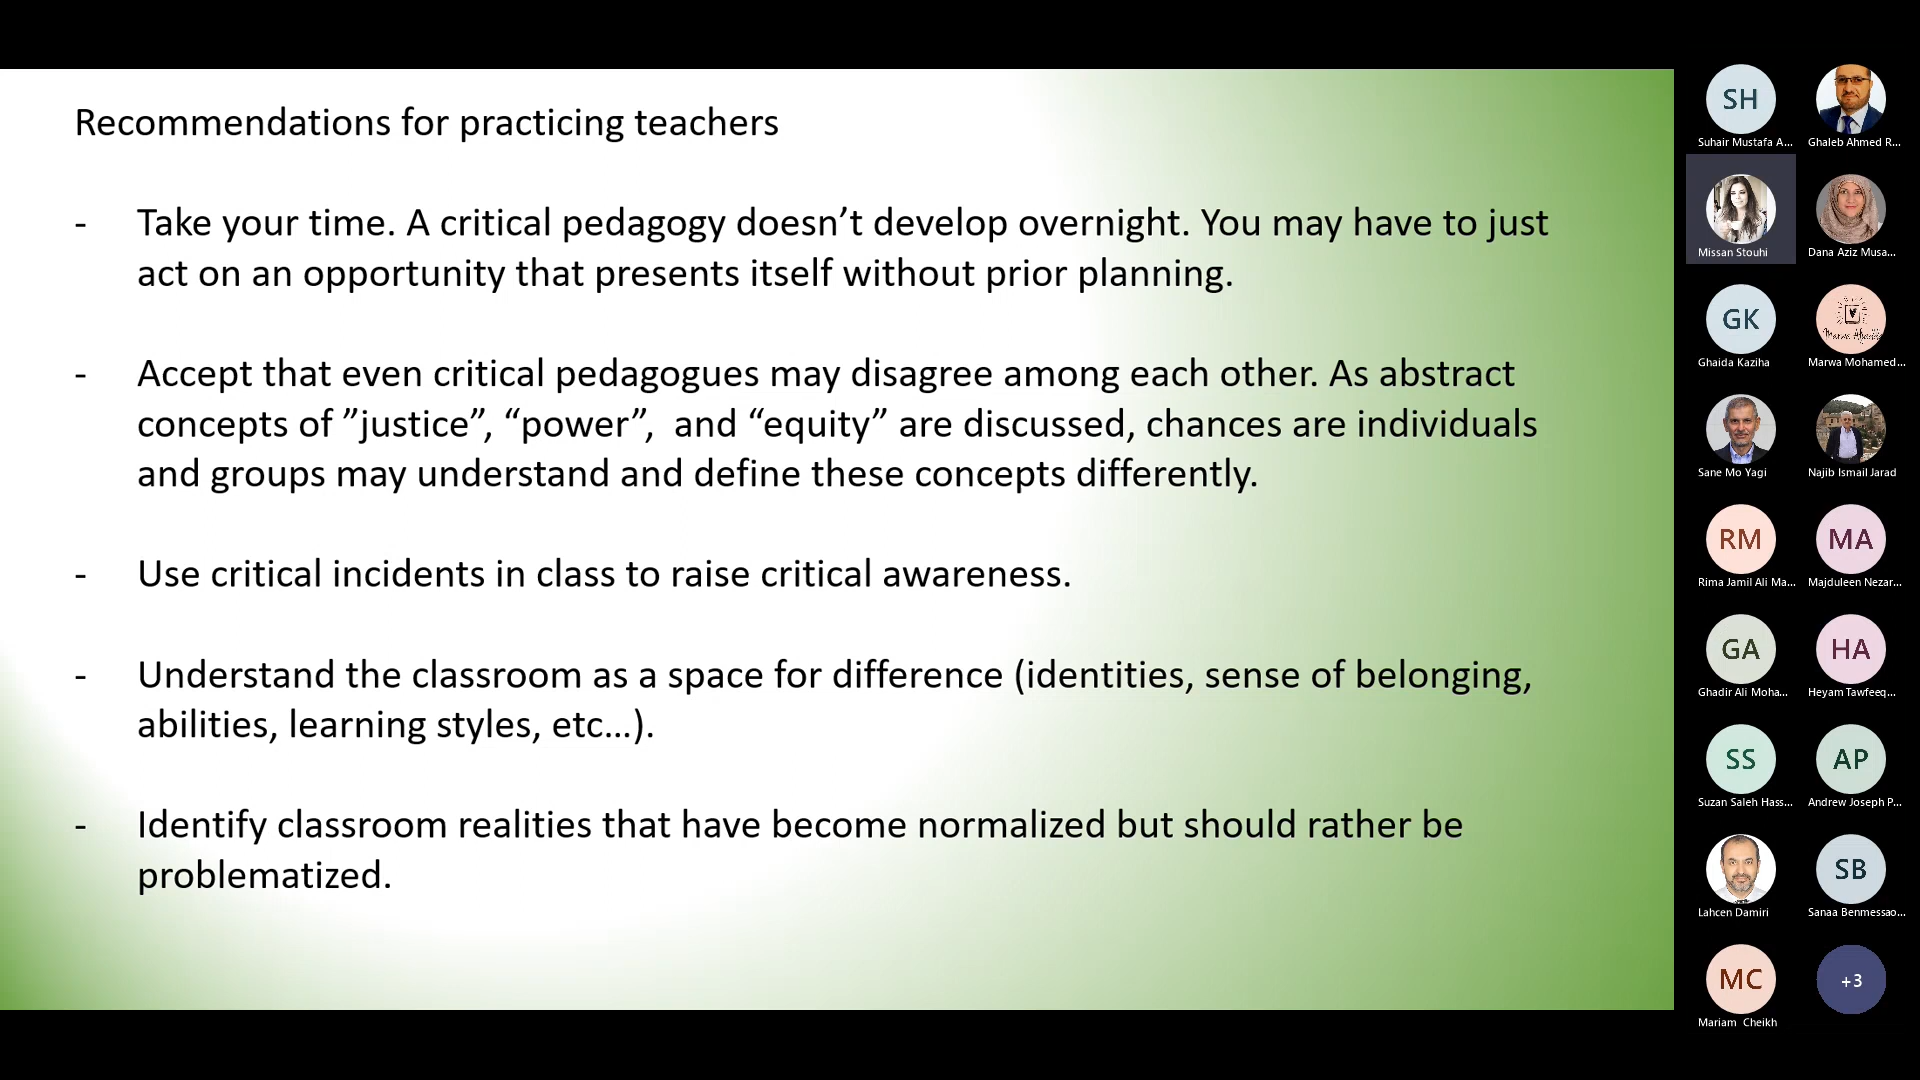 Recommendations for practicing teachers
- Take your time. A critical pedagogy doesn’t develop overnight. You may have to just
act on an opportunity that presents itself without prior planning.
- Accept that even critical pedagogues may disagree among each other. As abstract
concepts of ”justice”, “power”,  and “equity” are discussed, chances are individuals
and groups may understand and define these concepts differently.
- Use critical incidents in class to raise critical awareness.
- Understand the classroom as a space for difference (identities, sense of belonging,
abilities, learning styles, etc…).
- Identify classroom realities that have become normalized but should rather be
problematized.
SH
Suhair Mustafa A...
Ghaleb Ahmed R...
Missan Stouhi
Dana Aziz Musa...
GK
Ghaida Kaziha
Marwa Mohamed...
Sane Mo Yagi
Najib Ismail Jarad
RM
Rima Jamil Ali Ma...
MA
Majduleen Nezar...
GA
Ghadir Ali Moha...
HA
Heyam Tawfeeq...
SS
Suzan Saleh Hass...
AP
Andrew Joseph P...
Lahcen Damiri
SB
Sanaa Benmessao...
MC
Mariam  Cheikh
+3